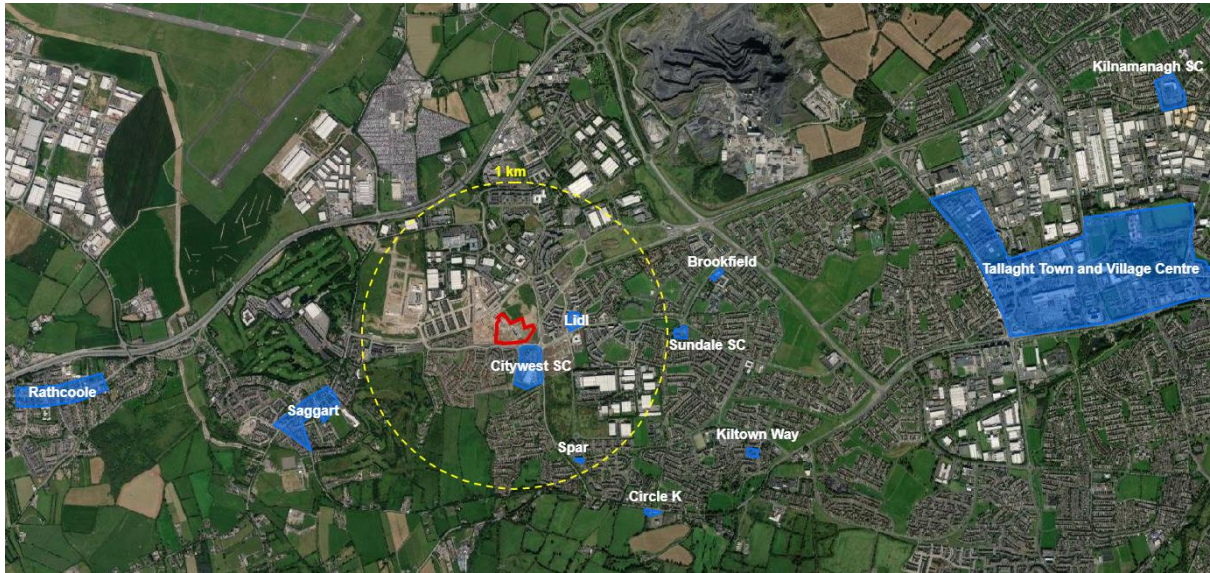 Kilnamanagh SC
1 km
Brookfield
Tallaght Town and Village Centre
Lidl
Sundale SC
Citywest SC
Rathcoole
Saggart
Kiltown Way
Spar
Circle K